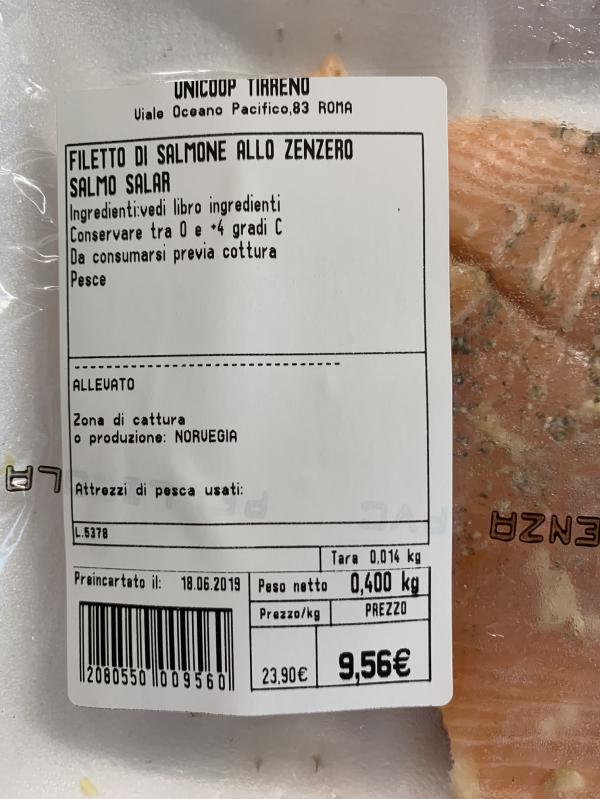 UNICOOP TIRRENO
Viale Oceano Pacifico,83 ROMA
FILETTO DI SALMONE ALLO ZENZERO
SALMO SALAR
Ingredienti:vedi libro ingredienti
Conservare tra 0 e +4 gradi C
Da consumarsi previa cottura
Pesce
ALLEVATO
Zona di cattura
o produzione: NORVEGIA
Attrezzi di pesca usati:
L.5378
Tara 0,014 kg
Preincartato il: 18.06.2019
Peso netto 0,400 kg
Prezzo/kg PREZZO
23,90€ 9,56€
2080550 009560